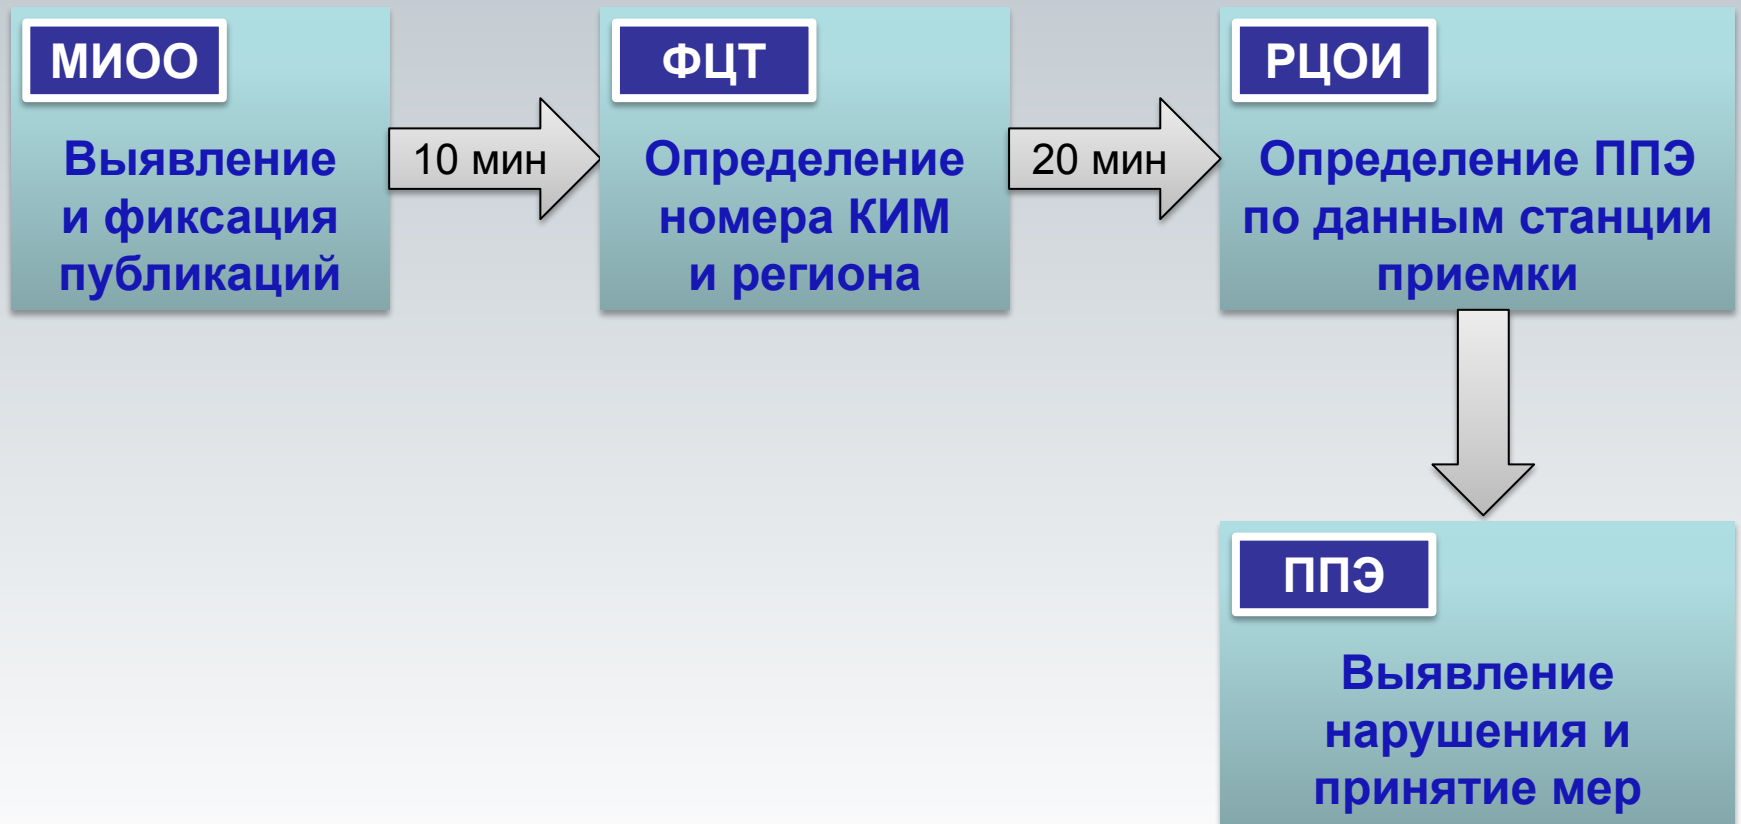 МИОО
Выявление
и фиксация
публикаций
10 мин
ФЦТ
Определение
номера КИМ
и региона
20 мин
РЦОИ
Определение ППЭ
по данным станции
приемки
ППЭ
Выявление
нарушения и
принятие мер